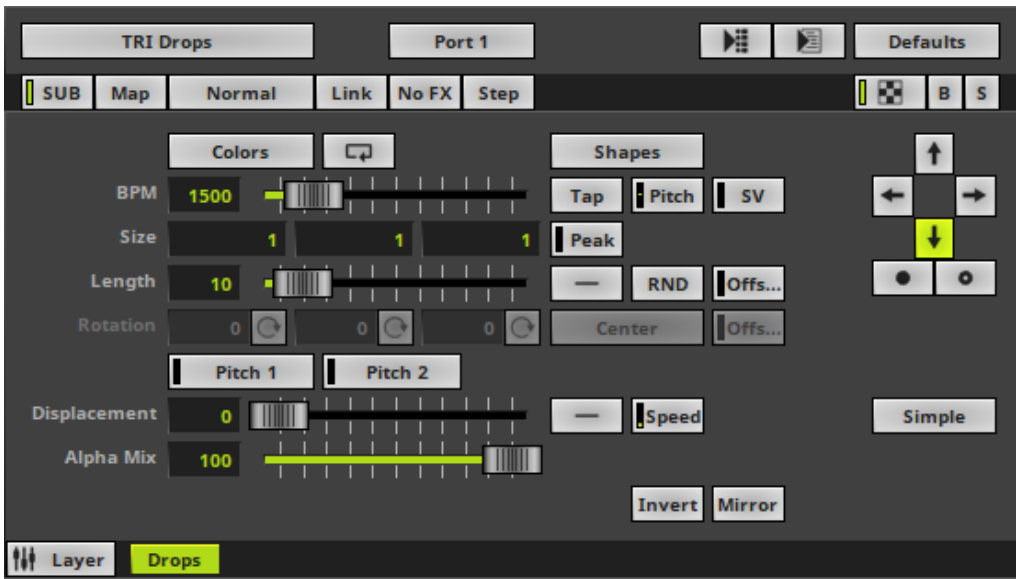 TRI Drops Port 1 Defaults
SUB Map Normal Link No FX Step B S
Colors Shapes
BPM 1500 Tap Pitch SV
Size 1 1 1 Peak
Length 10 RND Offs...
Rotation 0 0 0 Center Offs...
Pitch 1 Pitch 2
Displacement 0 Speed Simple
Alpha Mix 100
Invert Mirror
Layer Drops